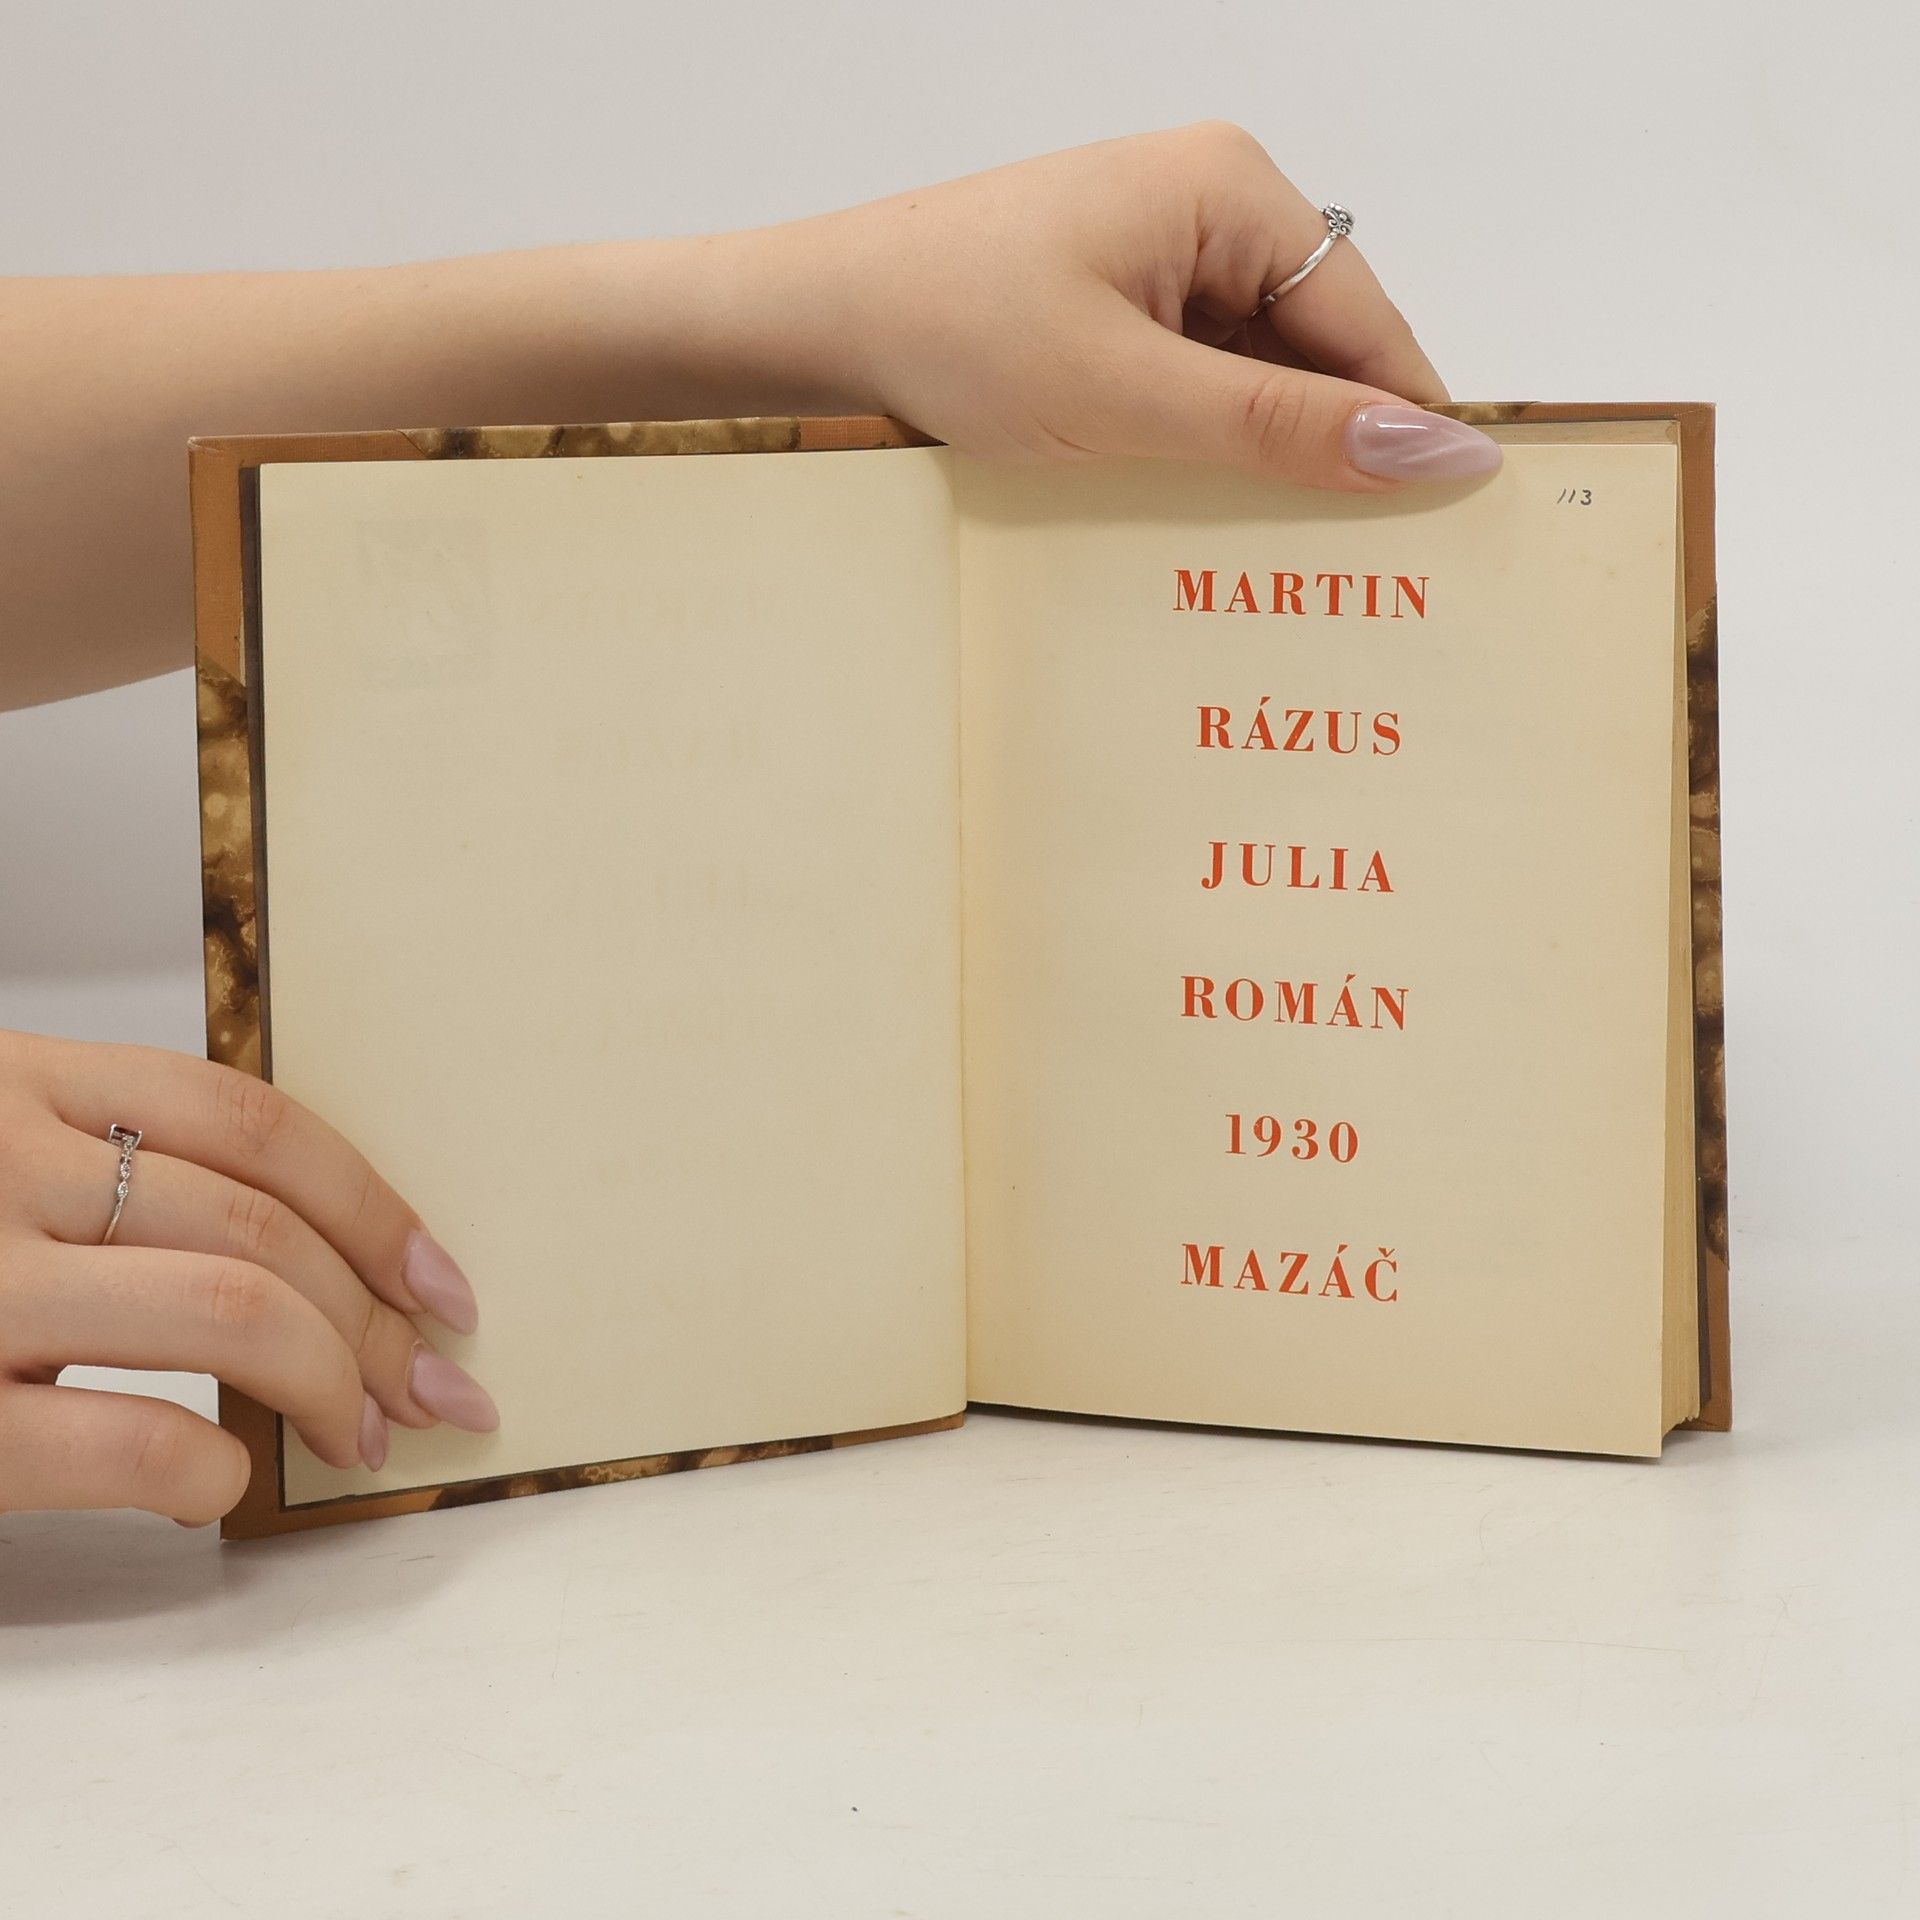 113
MARTIN
RÁZUS
JULIA
ROMÁN
1930
MAZÁČ